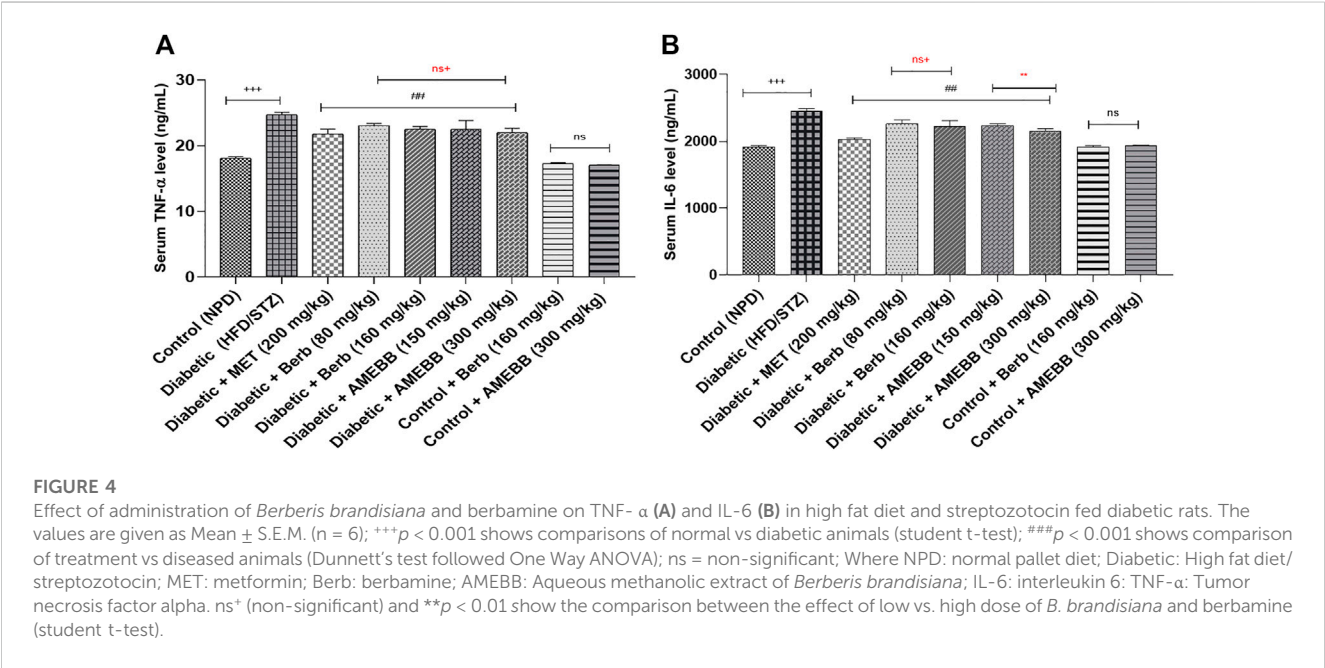 A
B
ns+
###
+++
ns
30
20
10
0
Serum TNF-α level (ng/mL)
Control (NPD)
Diabetic (HFD/STZ)
Diabetic + MET (200 mg/kg)
Diabetic + Berb (80 mg/kg)
Diabetic + Berb (160 mg/kg)
Diabetic + AMEBB (150 mg/kg)
Diabetic + AMEBB (300 mg/kg)
Control + Berb (160 mg/kg)
Control + AMEBB (300 mg/kg)
ns+
**
+++
##
ns
3000
2000
1000
0
Serum IL-6 level (ng/mL)
Control (NPD)
Diabetic (HFD/STZ)
Diabetic + MET (200 mg/kg)
Diabetic + Berb (80 mg/kg)
Diabetic + Berb (160 mg/kg)
Diabetic + AMEBB (150 mg/kg)
Diabetic + AMEBB (300 mg/kg)
Control + Berb (160 mg/kg)
Control + AMEBB (300 mg/kg)
FIGURE 4
Effect of administration of Berberis brandisiana and berbamine on TNF- α (A) and IL-6 (B) in high fat diet and streptozotocin fed diabetic rats. The
values are given as Mean ± S.E.M. (n = 6); +++p < 0.001 shows comparisons of normal vs diabetic animals (student t-test); ###p < 0.001 shows comparison
of treatment vs diseased animals (Dunnett's test followed One Way ANOVA); ns = non-significant; Where NPD: normal pallet diet; Diabetic: High fat diet/
streptozotocin; MET: metformin; Berb: berbamine; AMEBB: Aqueous methanolic extract of Berberis brandisiana; IL-6: interleukin 6: TNF-α: Tumor
necrosis factor alpha. ns+ (non-significant) and **p < 0.01 show the comparison between the effect of low vs. high dose of B. brandisiana and berbamine
(student t-test).